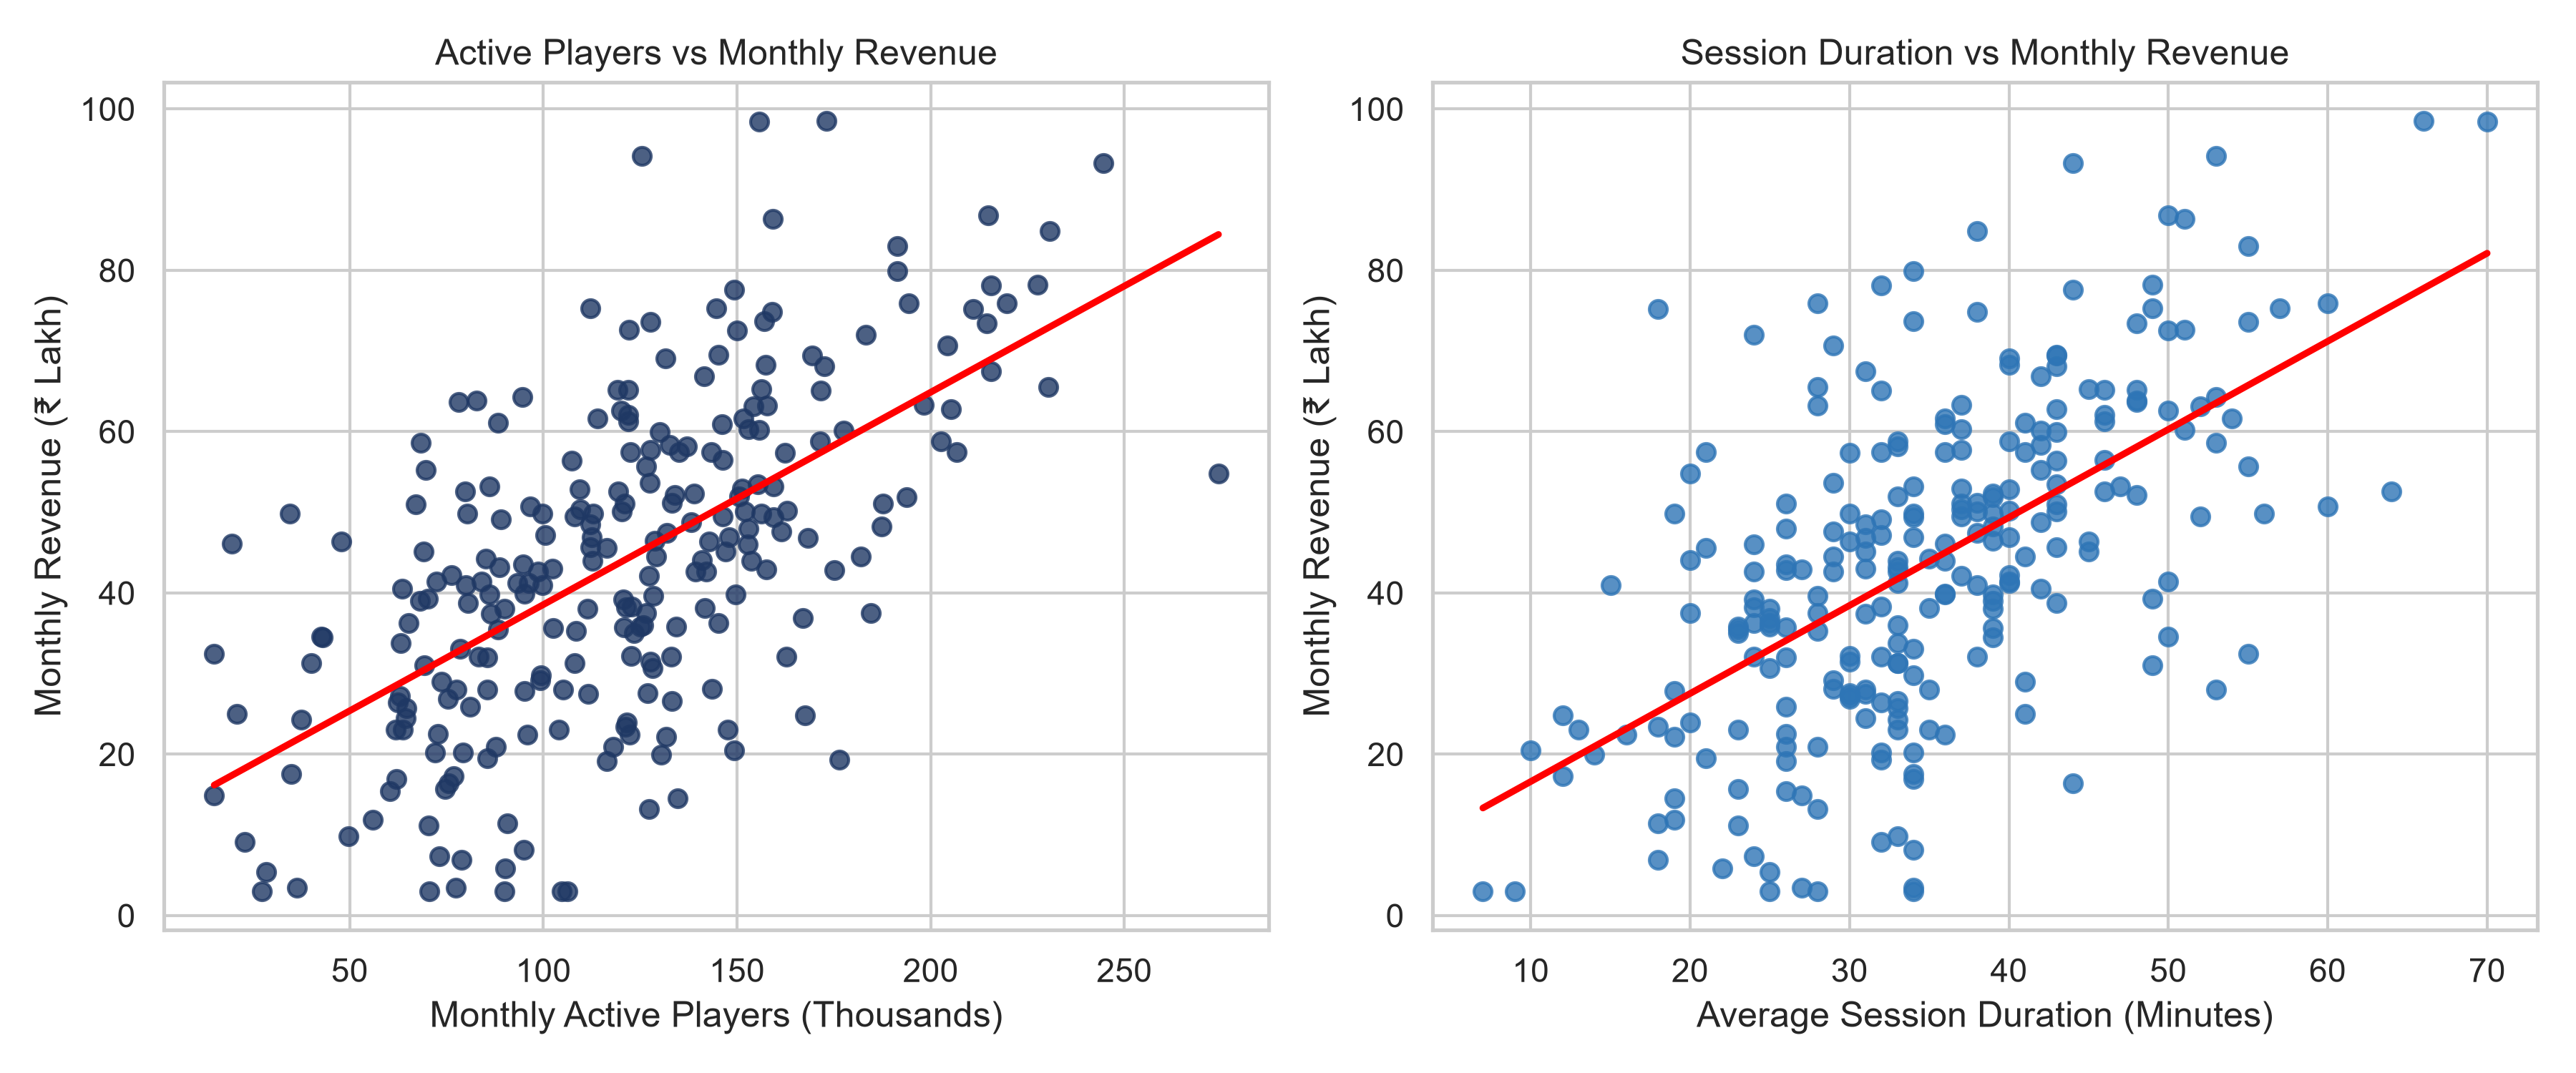 Active Players vs Monthly Revenue
100
80
60
40
20
0
Monthly Revenue (₹ Lakh)
50 100 150 200 250
Monthly Active Players (Thousands)
Session Duration vs Monthly Revenue
100
80
60
40
20
0
Monthly Revenue (₹ Lakh)
10 20 30 40 50 60 70
Average Session Duration (Minutes)